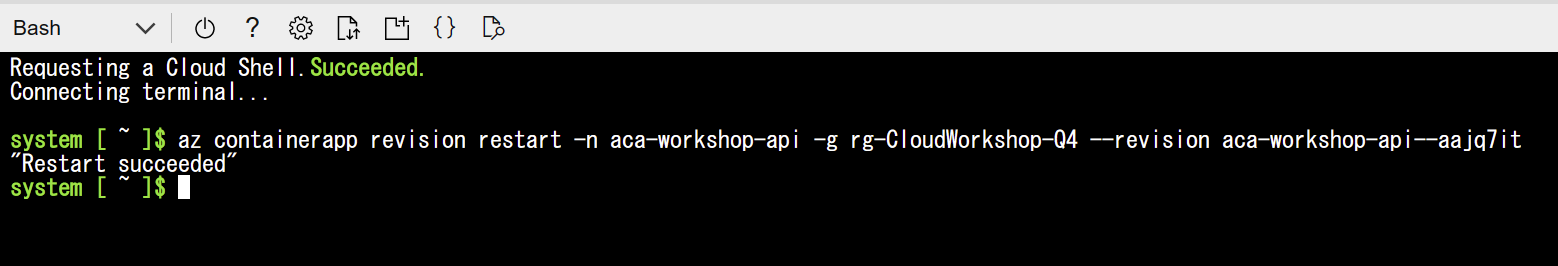 Bash
?
{}
Requesting a Cloud Shell.Succeeded.
Connecting terminal...
system [ ~ ]$ az containerapp revision restart -n aca-workshop-api -g rg-CloudWorkshop-Q4 --revision aca-workshop-api--aajq7it
"Restart succeeded"
system [ ~ ]$